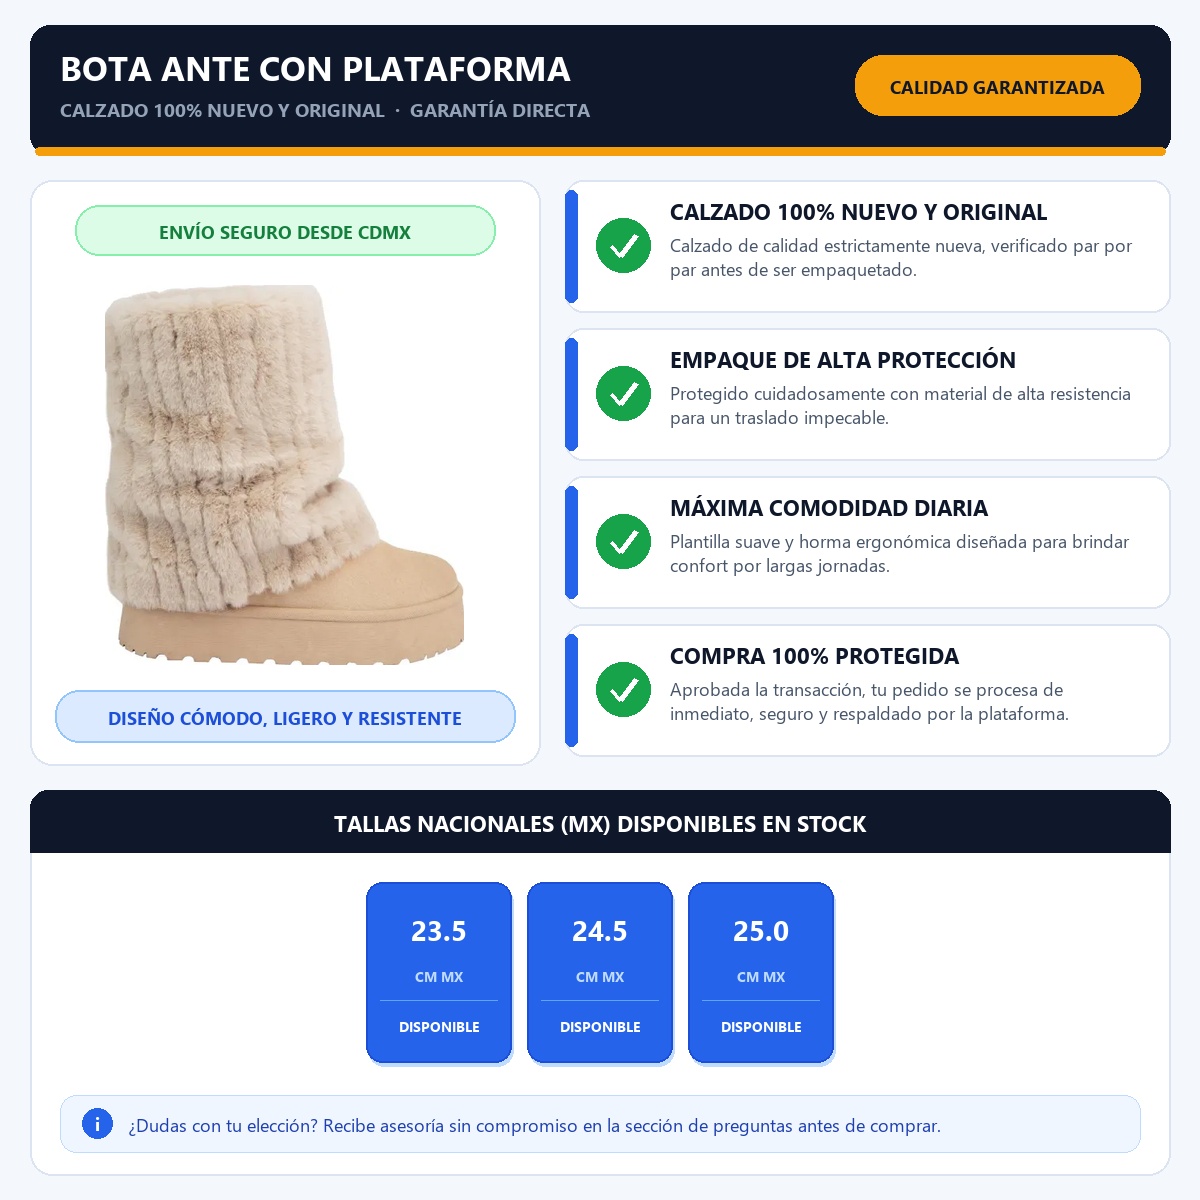 BOTA ANTE CON PLATAFORMA
CALZADO 100% NUEVO Y ORIGINAL · GARANTÍA DIRECTA
CALIDAD GARANTIZADA
ENVÍO SEGURO DESDE CDMX
DISEÑO CÓMODO, LIGERO Y RESISTENTE
CALZADO 100% NUEVO Y ORIGINAL
Calzado de calidad estrictamente nueva, verificado par por
par antes de ser empaquetado.
EMPAQUE DE ALTA PROTECCIÓN
Protegido cuidadosamente con material de alta resistencia
para un traslado impecable.
MÁXIMA COMODIDAD DIARIA
Plantilla suave y horma ergonómica diseñada para brindar
confort por largas jornadas.
COMPRA 100% PROTEGIDA
Aprobada la transacción, tu pedido se procesa de
inmediato, seguro y respaldado por la plataforma.
TALLAS NACIONALES (MX) DISPONIBLES EN STOCK
23.5
CM MX
DISPONIBLE
24.5
CM MX
DISPONIBLE
25.0
CM MX
DISPONIBLE
i
¿Dudas con tu elección? Recibe asesoría sin compromiso en la sección de preguntas antes de comprar.